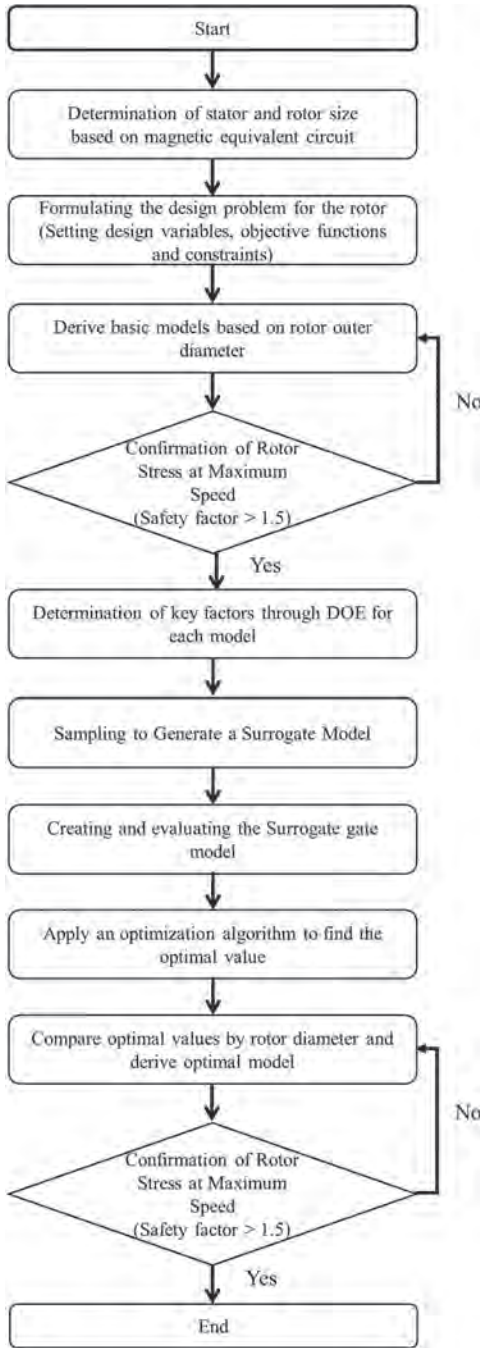 Start
Determination of stator and rotor size
based on magnetic equivalent circuit
Formulating the design problem for the rotor
(Setting design variables, objective functions
and constraints)
Derive basic models based on rotor outer
diameter
No
Confirmation of Rotor
Stress at Maximum
Speed
(Safety factor > 1.5)
Yes
Determination of key factors through DOE for
each model
Sampling to Generate a Surrogate Model
Creating and evaluating the Surrogate gate
model
Apply an optimization algorithm to find the
optimal value
Compare optimal values by rotor diameter and
derive optimal model
No
Confirmation of Rotor
Stress at Maximum
Speed
(Safety factor > 1.5)
Yes
End